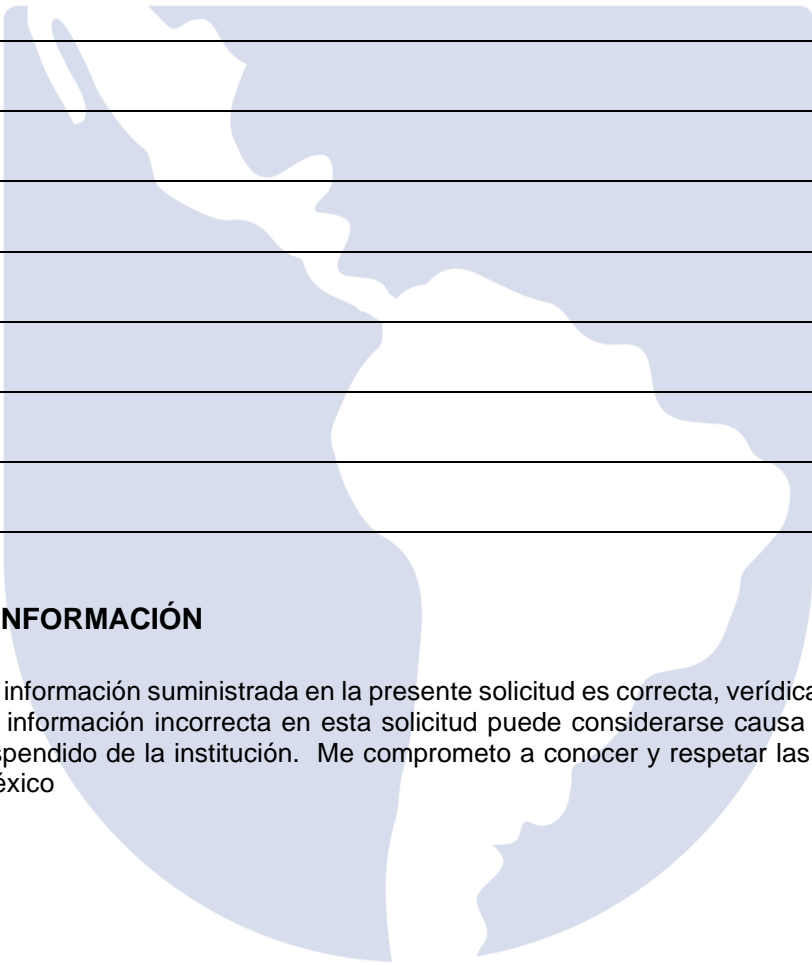 NFORMACIÓN
información suministrada en la presente solicitud es correcta, verídica
información incorrecta en esta solicitud puede considerarse causa
spendido de la institución. Me comprometo a conocer y respetar las
éxico